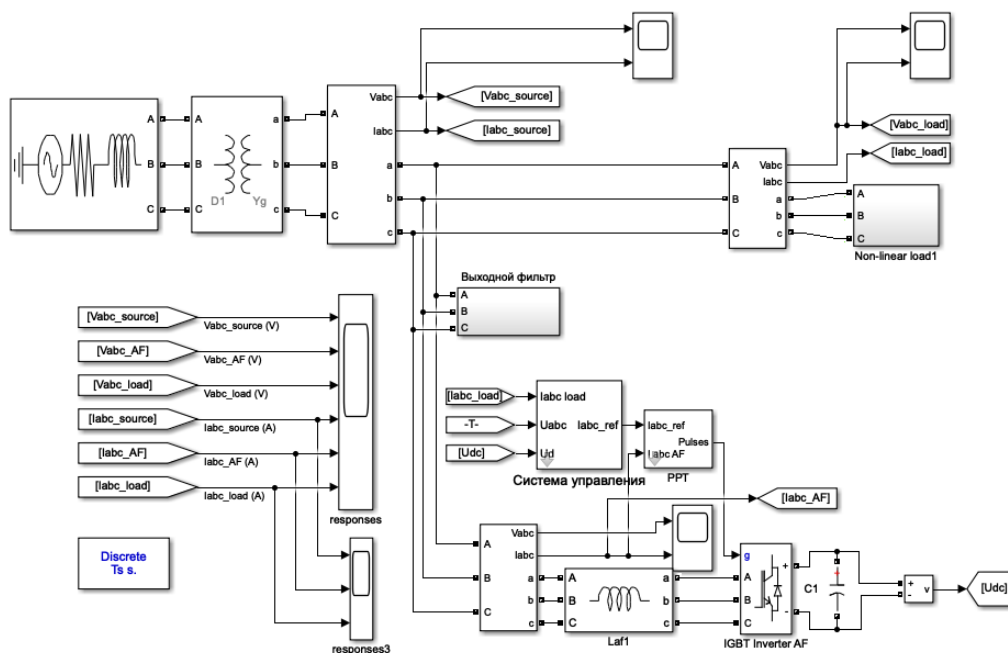 Vabc
Iabc
[Vabc_source]
[Iabc_source]
[Vabc_load]
[Iabc_load]
A
B
C
A
B
C
D1
Yg
a
b
c
A
B
C
a
b
c
A
B
C
Vabc
Iabc
a
b
c
A
B
C
Non-linear load1
Выходной фильтр
A
B
C
[Vabc_source]
Vabc_source (V)
[Vabc_AF]
Vabc_AF (V)
[Vabc_load]
Vabc_load (V)
[Iabc_source]
Iabc_source (A)
[Iabc_AF]
Iabc_AF (A)
[Iabc_load]
Iabc_load (A)
responses
[Iabc_load]
-T-
[Udc]
Iabc load
Uabc
Ud
Iabc_ref
Система управления
Iabc_ref
Iabc AF
Pulses
PPT
[Iabc_AF]
Discrete
Ts s.
responses3
A
B
C
Vabc
Iabc
a
b
c
A
B
C
a
b
c
Laf1
g
A
B
C
+
-
IGBT Inverter AF
C1
+
+
-
v
[Udc]